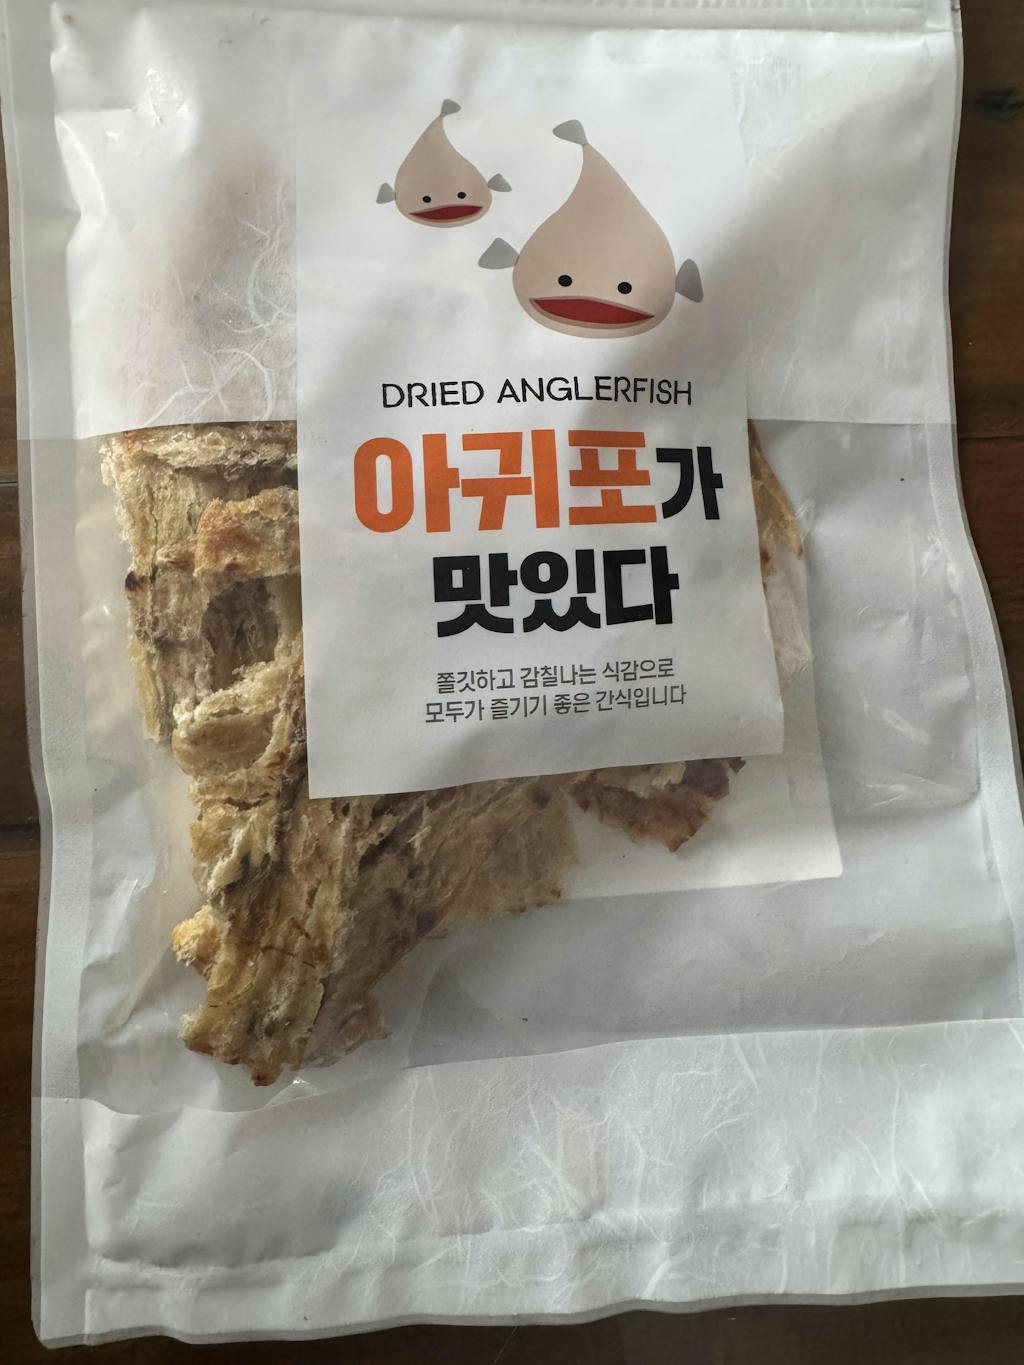 DRIED ANGLERFISH
아귀포가
맛있다
쫄깃하고 감칠나는 식감으로
모두가 즐기기 좋은 간식입니다